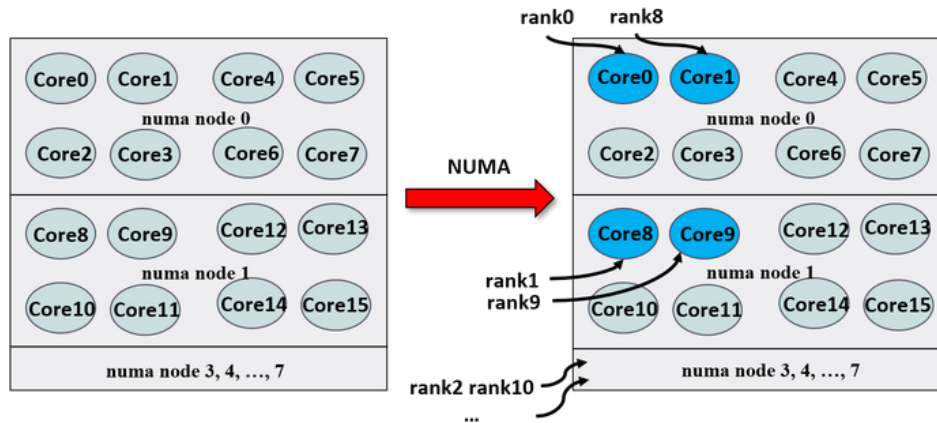 rank0 rank8
Core0 Core1 Core4 Core5
numa node 0
Core2 Core3 Core6 Core7
Core8 Core9 Core12 Core13
numa node 1
Core10 Core11 Core14 Core15
numa node 3, 4, …, 7
NUMA
Core0 Core1 Core4 Core5
numa node 0
Core2 Core3 Core6 Core7
Core8 Core9 Core12 Core13
numa node 1
rank1
rank9
Core10 Core11 Core14 Core15
numa node 3, 4, …, 7
rank2 rank10
...